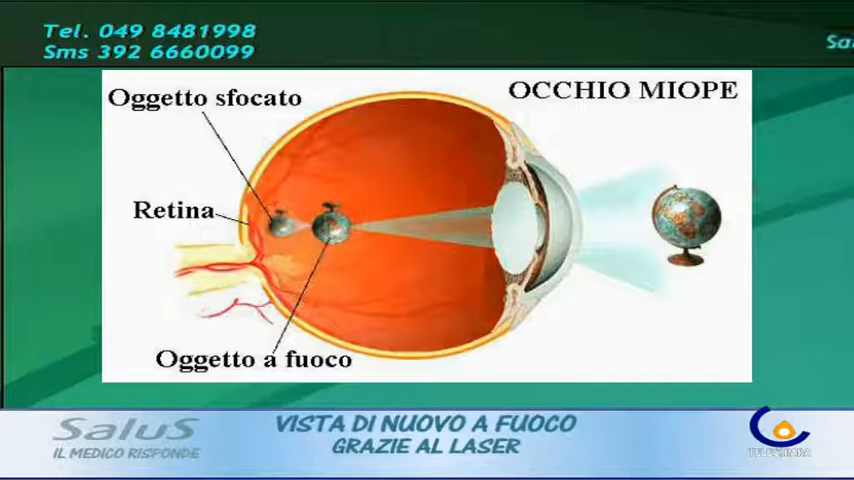 Tel. 049 8481998
Sms 392 6660099
Sal
OCCHIO MIOPE
Oggetto sfocato
Retina
Oggetto a fuoco
VISTA DI NUOVO A FUOCO
GRAZIE AL LASER
Salus
IL MEDICO RISPONDE
TELECHIARA